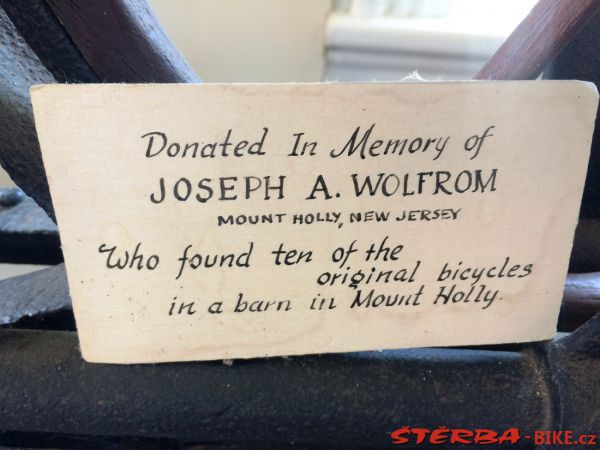 Donated In Memory of
JOSEPH A. WOLFROM
MOUNT HOLLY, NEW JERSEY
Who found ten of the
original bicycles
in a barn in Mount Holly.
ŠTĚRBA-BIKE.cz